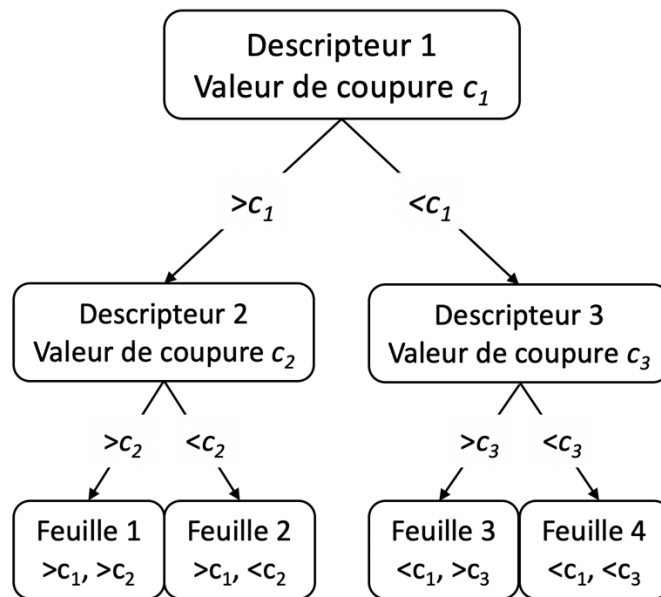 Descripteur 1
Valeur de coupure c₁
>c₁
<c₁
Descripteur 2
Valeur de coupure c₂
Descripteur 3
Valeur de coupure c₃
>c₂
<c₂
>c₃
<c₃
Feuille 1
>c₁, >c₂
Feuille 2
>c₁, <c₂
Feuille 3
<c₁, >c₃
Feuille 4
<c₁, <c₃